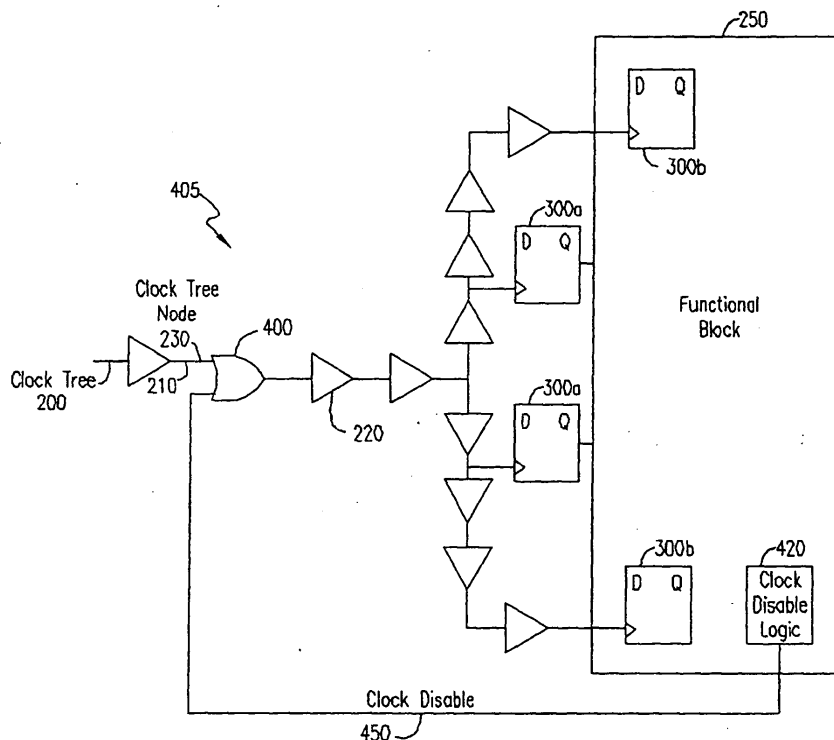 250
D Q
300b
405
300a
D Q
Clock Tree
Node
230
400
Functional
Block
Clock Tree
200
210
220
300a
D Q
300b
D Q
420
Clock
Disable
Logic
Clock Disable
450